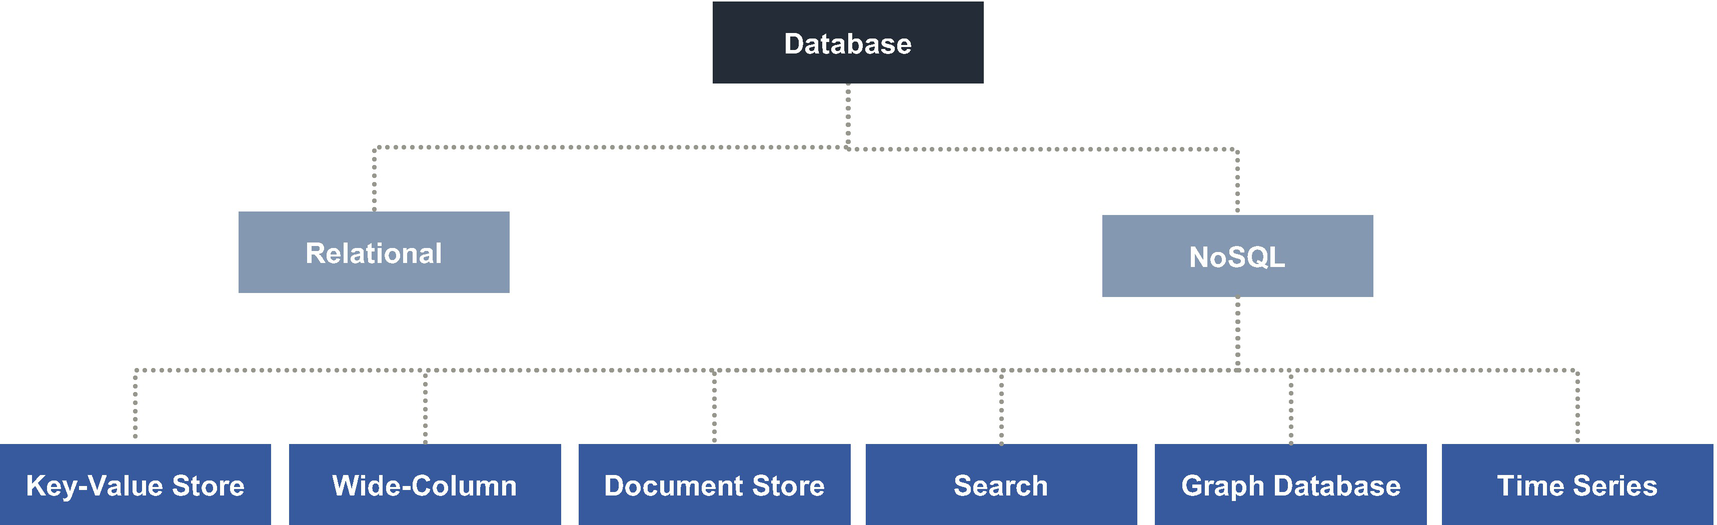 Database
Relational
NoSQL
Key-Value Store
Wide-Column
Document Store
Search
Graph Database
Time Series